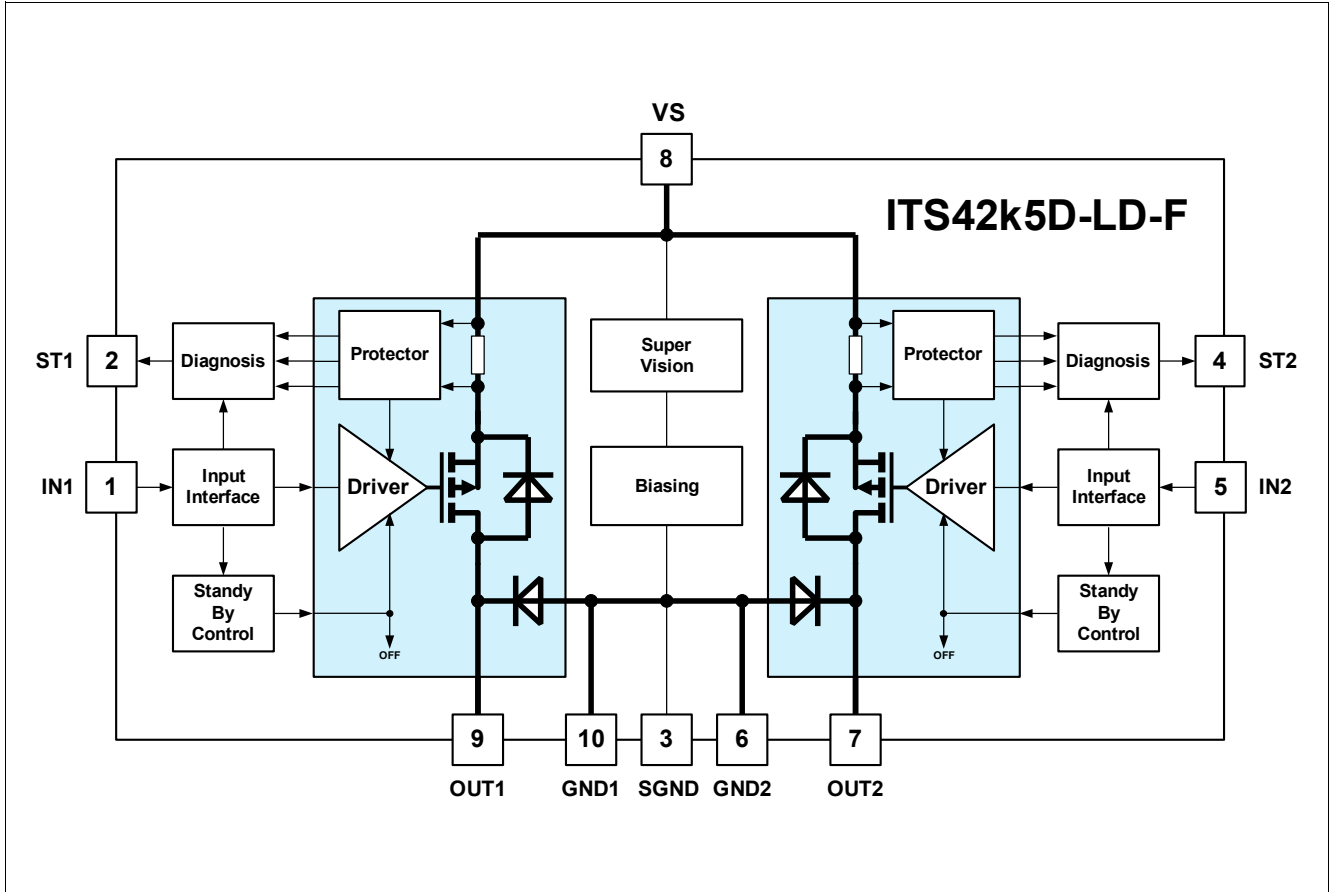 VS
8
ITS42k5D-LD-F
ST1
2
Diagnosis
Protector
Super
Vision
Protector
Diagnosis
4
ST2
IN1
1
Input
Interface
Driver
Biasing
Driver
Input
Interface
5
IN2
Standy
By
Control
OFF
OFF
Standy
By
Control
9
10
3
6
7
OUT1
GND1
SGND
GND2
OUT2